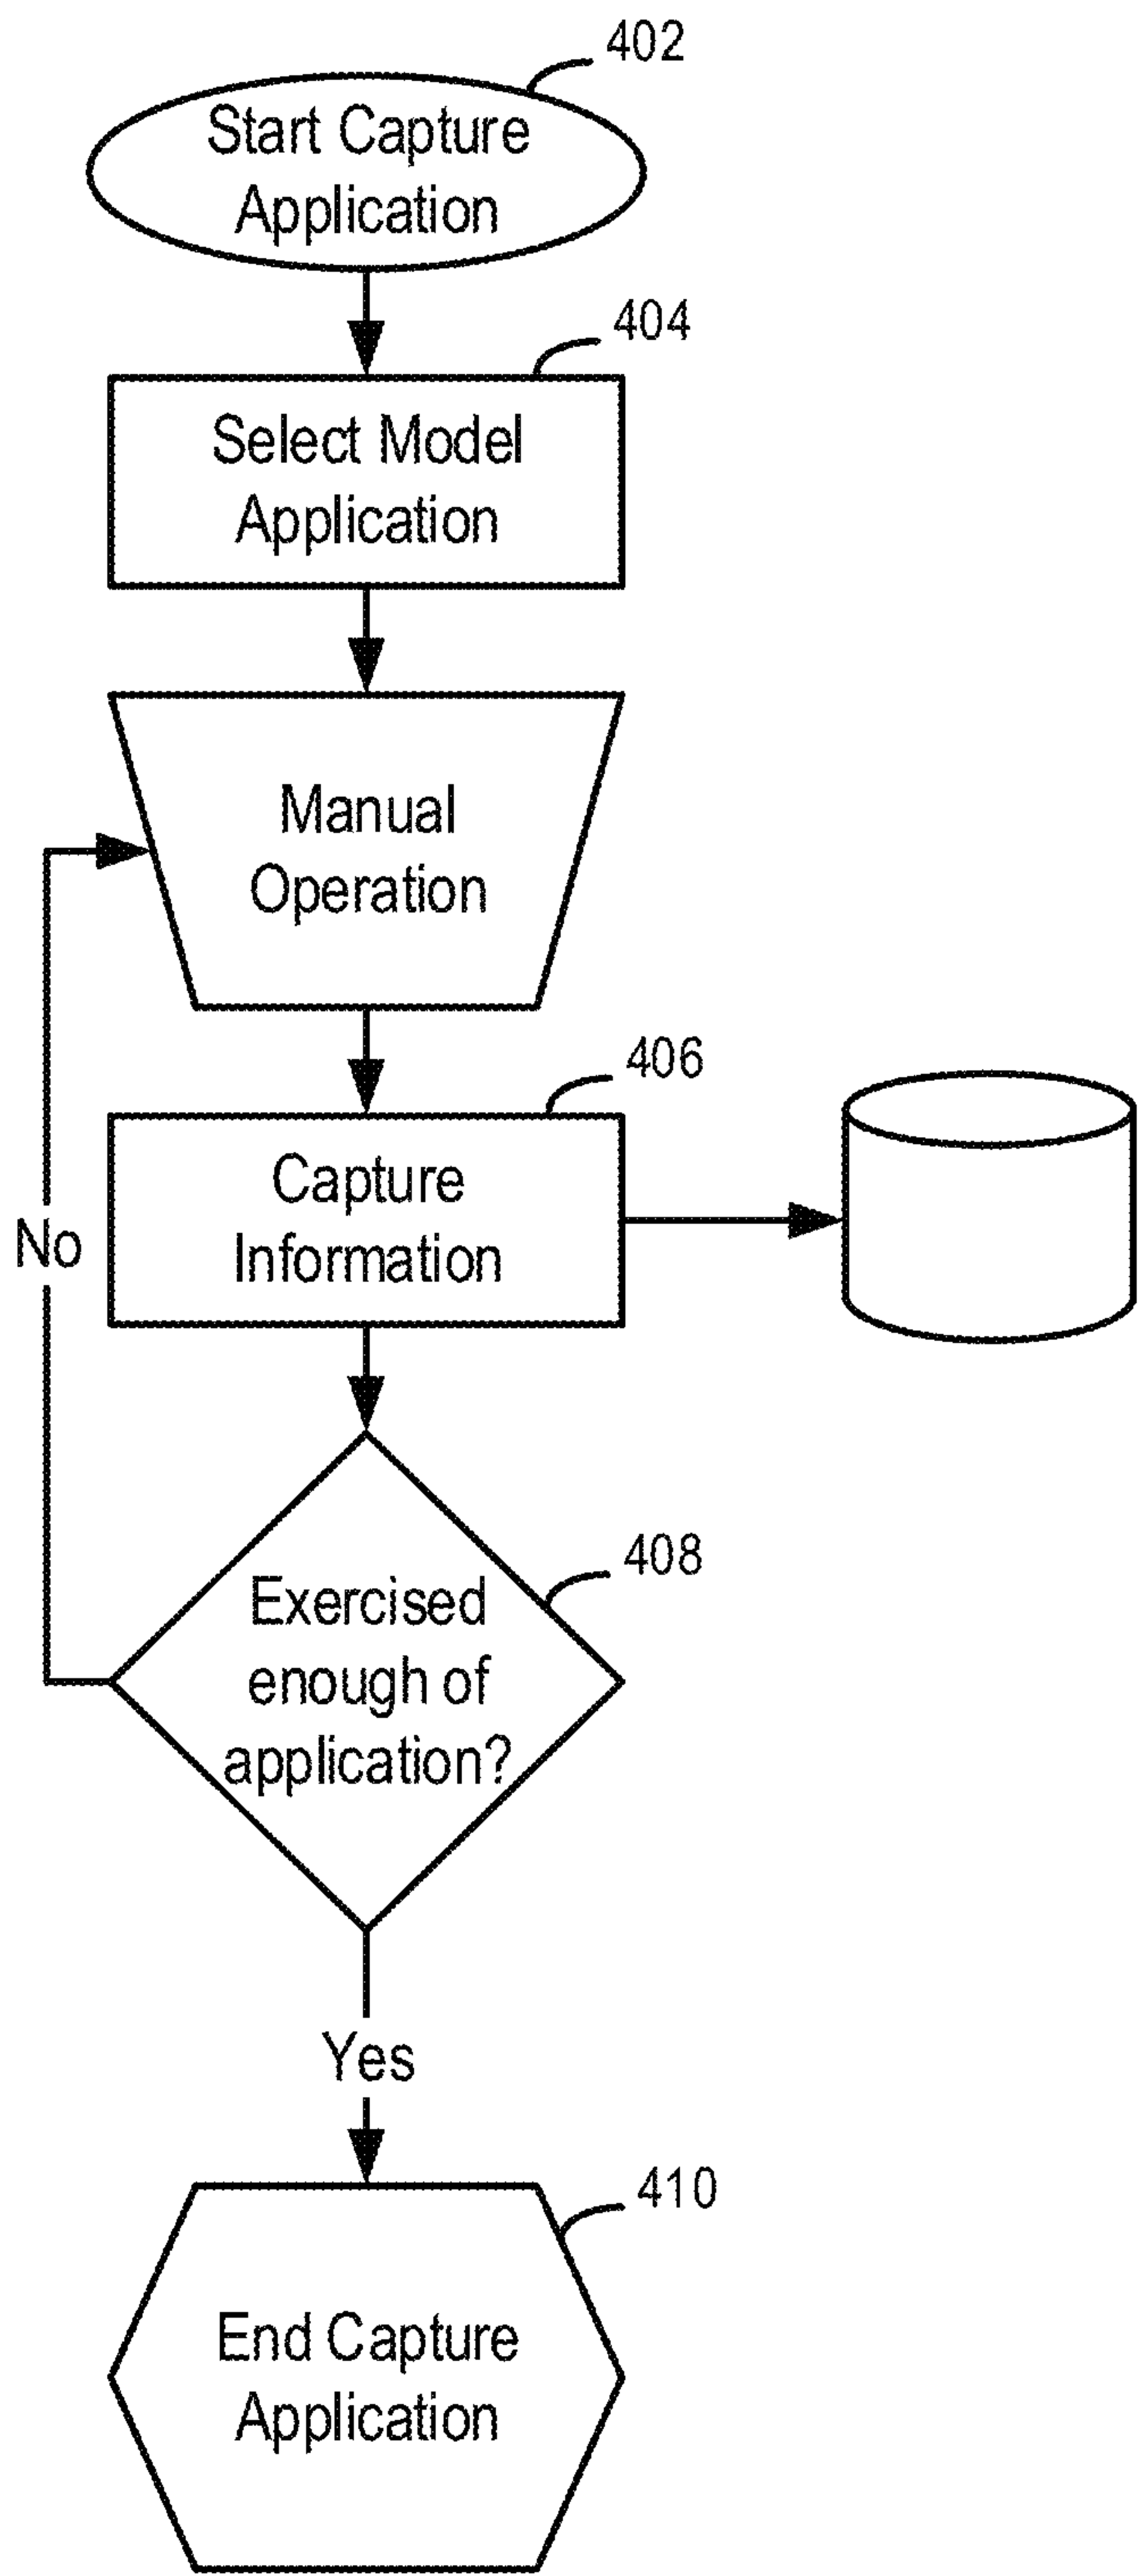 402
Start Capture
Application
404
Select Model
Application
Manual
Operation
406
Capture
Information
No
408
Exercised
enough of
application?
Yes
410
End Capture
Application